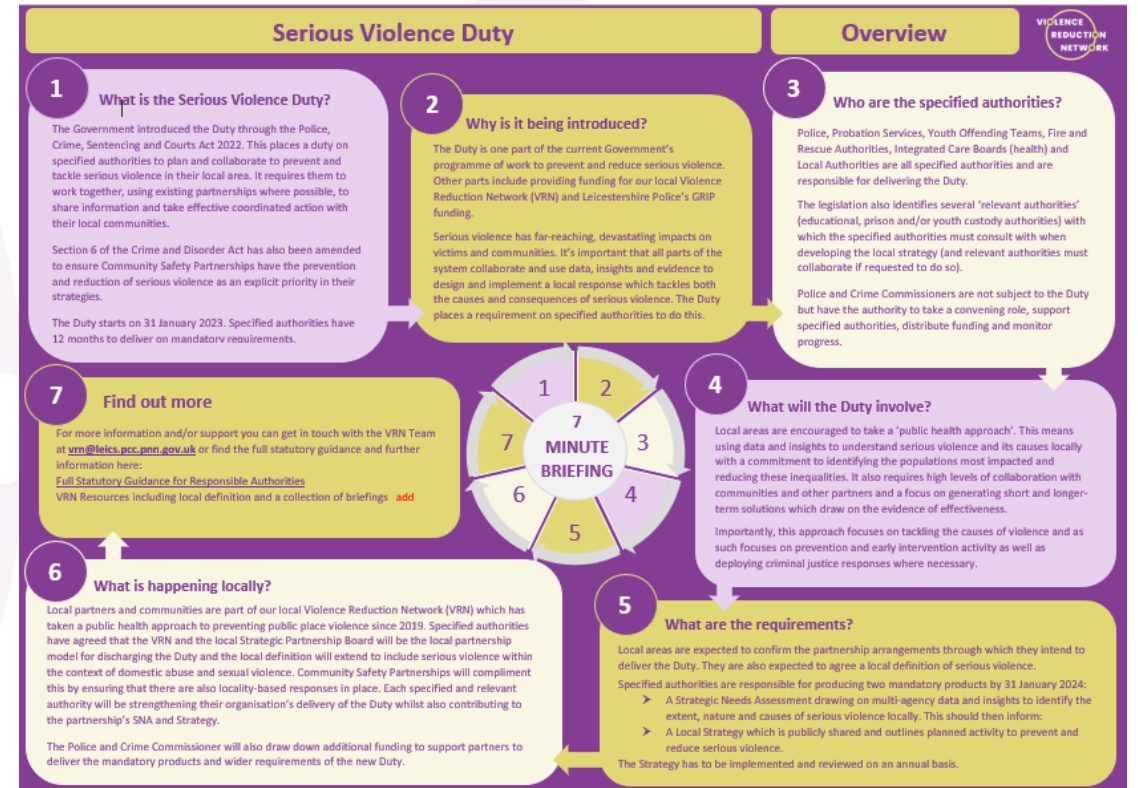 Serious Violence Duty
Overview
VIOLENCE
REDUCTION
NETWORK
1
What is the Serious Violence Duty?
The Government introduced the Duty through the Police,
Crime, Sentencing and Courts Act 2022. This places a duty on
specified authorities to plan and collaborate to prevent and
tackle serious violence in their local area. It requires them to
work together, using existing partnerships where possible, to
share information and take effective coordinated action with
their local communities.
Section 6 of the Crime and Disorder Act has also been amended
to ensure Community Safety Partnerships have the prevention
and reduction of serious violence as an explicit priority in their
strategies.
The Duty starts on 31 January 2023. Specified authorities have
12 months to deliver on mandatory requirements.
2
Why is it being introduced?
The Duty is one part of the current Government's
programme of work to prevent and reduce serious violence.
Other parts include providing funding for our local Violence
Reduction Network (VRN) and Leicestershire Police's GRIP
funding.
Serious violence has far-reaching, devastating impacts on
victims and communities. It's important that all parts of the
system collaborate and use data, insights and evidence to
design and implement a local response which tackles both
the causes and consequences of serious violence. The Duty
places a requirement on specified authorities to do this.
3
Who are the specified authorities?
Police, Probation Services, Youth Offending Teams, Fire and
Rescue Authorities, Integrated Care Boards (health) and
Local Authorities are all specified authorities and are
responsible for delivering the Duty.
The legislation also identifies several 'relevant authorities'
(educational, prison and/or youth custody authorities) with
which the specified authorities must consult with when
developing the local strategy (and relevant authorities must
collaborate if requested to do so).
Police and Crime Commissioners are not subject to the Duty
but have the authority to take a convening role, support
specified authorities, distribute funding and monitor
progress.
4
What will the Duty involve?
Local areas are encouraged to take a 'public health approach'. This means
using data and insights to understand serious violence and its causes locally
with a commitment to identifying the populations most impacted and
reducing these inequalities. It also requires high levels of collaboration with
communities and other partners and a focus on generating short and longer-
term solutions which draw on the evidence of effectiveness.
Importantly, this approach focuses on tackling the causes of violence and as
such focuses on prevention and early intervention activity as well as
deploying criminal justice responses where necessary.
5
What are the requirements?
Local areas are expected to confirm the partnership arrangements through which they intend to
deliver the Duty. They are also expected to agree a local definition of serious violence.
Specified authorities are responsible for producing two mandatory products by 31 January 2024:
➤ A Strategic Needs Assessment drawing on multi-agency data and insights to identify the
extent, nature and causes of serious violence locally. This should then inform:
➤ A Local Strategy which is publicly shared and outlines planned activity to prevent and
reduce serious violence.
The Strategy has to be implemented and reviewed on an annual basis.
6
What is happening locally?
Local partners and communities are part of our local Violence Reduction Network (VRN) which has
taken a public health approach to preventing public place violence since 2019. Specified authorities
have agreed that the VRN and the local Strategic Partnership Board will be the local partnership
model for discharging the Duty and the local definition will extend to include serious violence within
the context of domestic abuse and sexual violence. Community Safety Partnerships will compliment
this by ensuring that there are also locality-based responses in place. Each specified and relevant
authority will be strengthening their organisation's delivery of the Duty whilst also contributing to
the partnership's SNA and Strategy.
The Police and Crime Commissioner will also draw down additional funding to support partners to
deliver the mandatory products and wider requirements of the new Duty.
7
Find out more
For more information and/or support you can get in touch with the VRN Team
at vrn@leics.pcc.pnn.gov.uk or find the full statutory guidance and further
information here:
Full Statutory Guidance for Responsible Authorities
VRN Resources including local definition and a collection of briefings add
7
MINUTE
BRIEFING
1
2
3
4
5
6
7